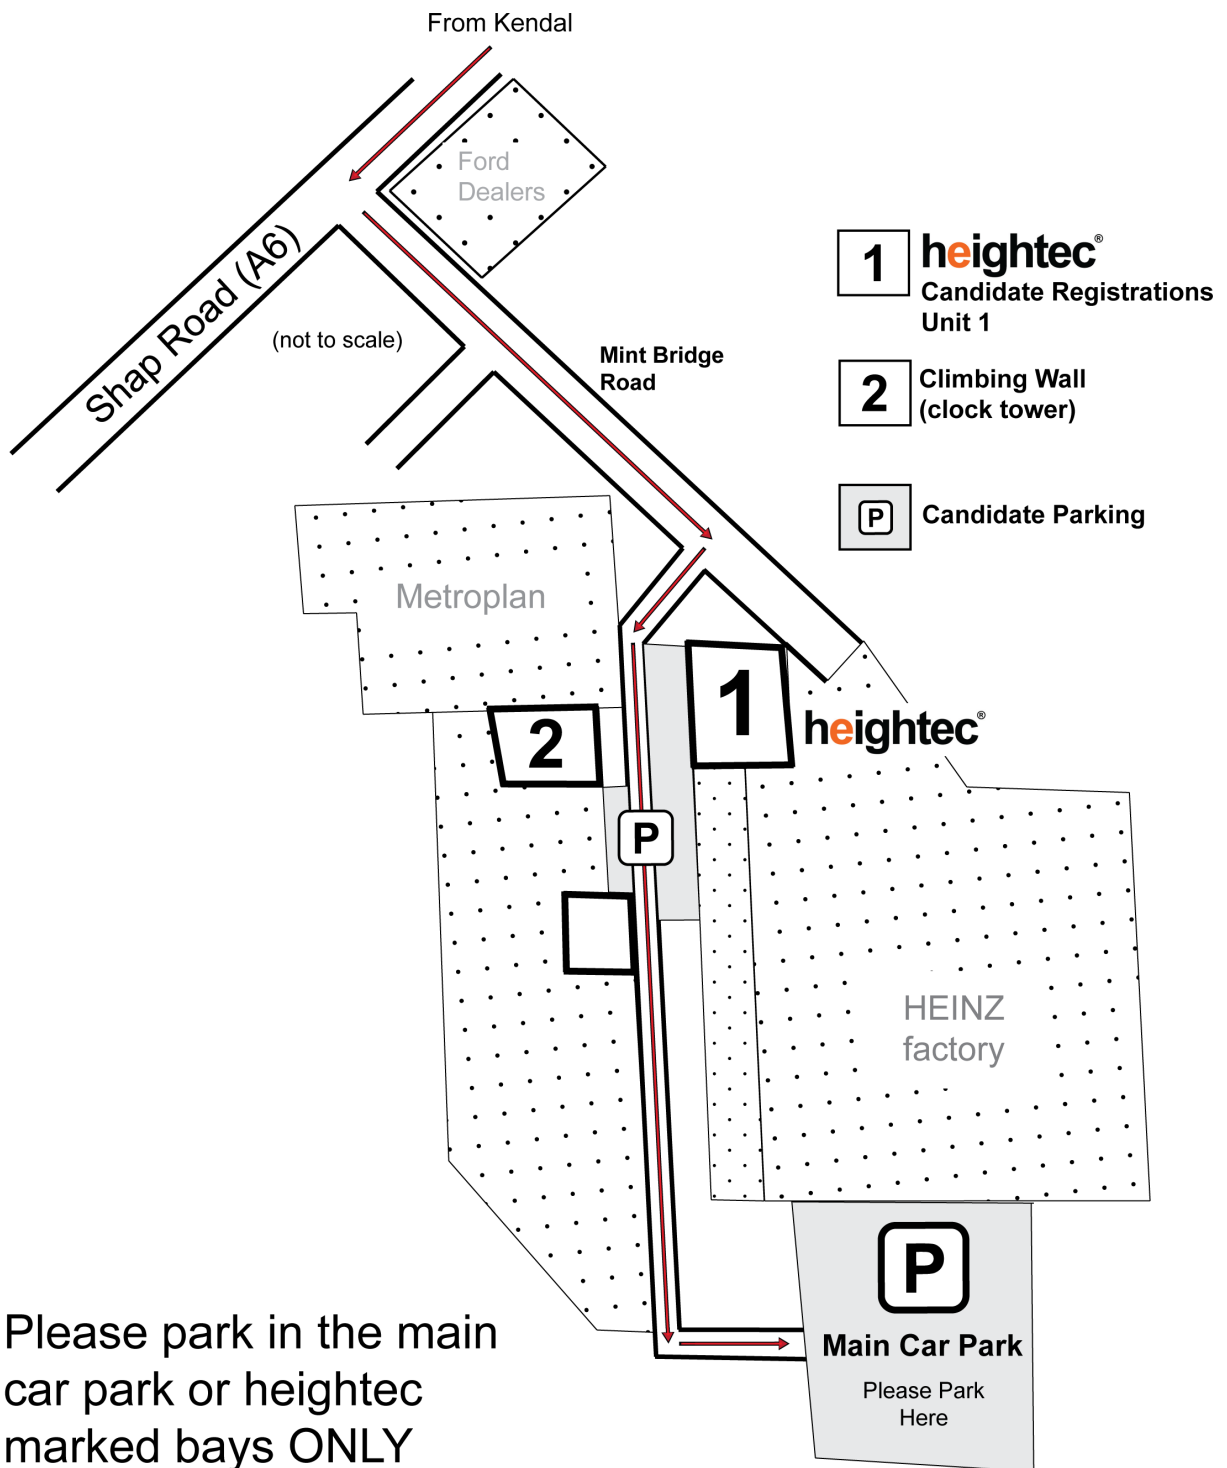 From Kendal
Ford
Dealers
Shap Road (A6)
(not to scale)
Mint Bridge
Road
1
heightec®
Candidate Registrations
Unit 1
2
Climbing Wall
(clock tower)
P
Candidate Parking
Metroplan
1
heightec®
2
P
HEINZ
factory
P
Main Car Park
Please Park
Here
Please park in the main
car park or heightec
marked bays ONLY